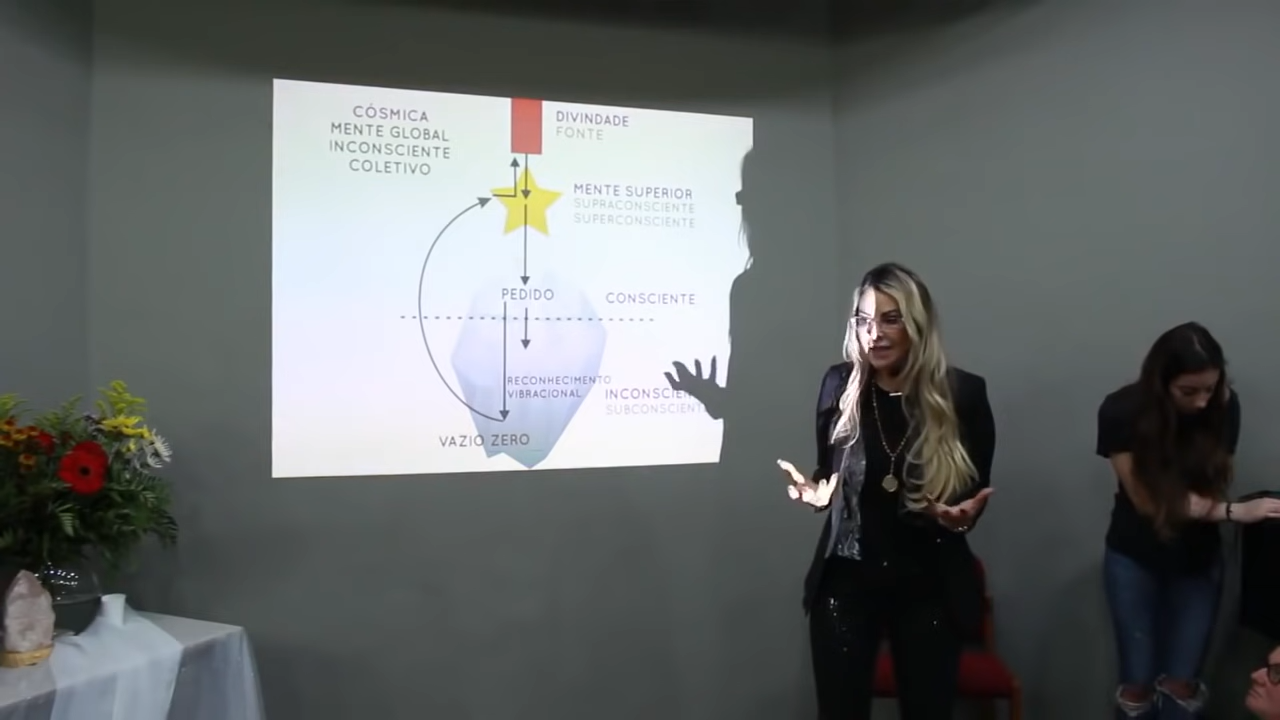 CÓSMICA
MENTE GLOBAL
INCONSCIENTE
COLETIVO
DIVINDADE
FONTE
MENTE SUPERIOR
SUPRACONSCIENTE
SUPERCONSCIENTE
PEDIDO
CONSCIENTE
RECONHECIMENTO
VIBRACIONAL
VAZIO ZERO